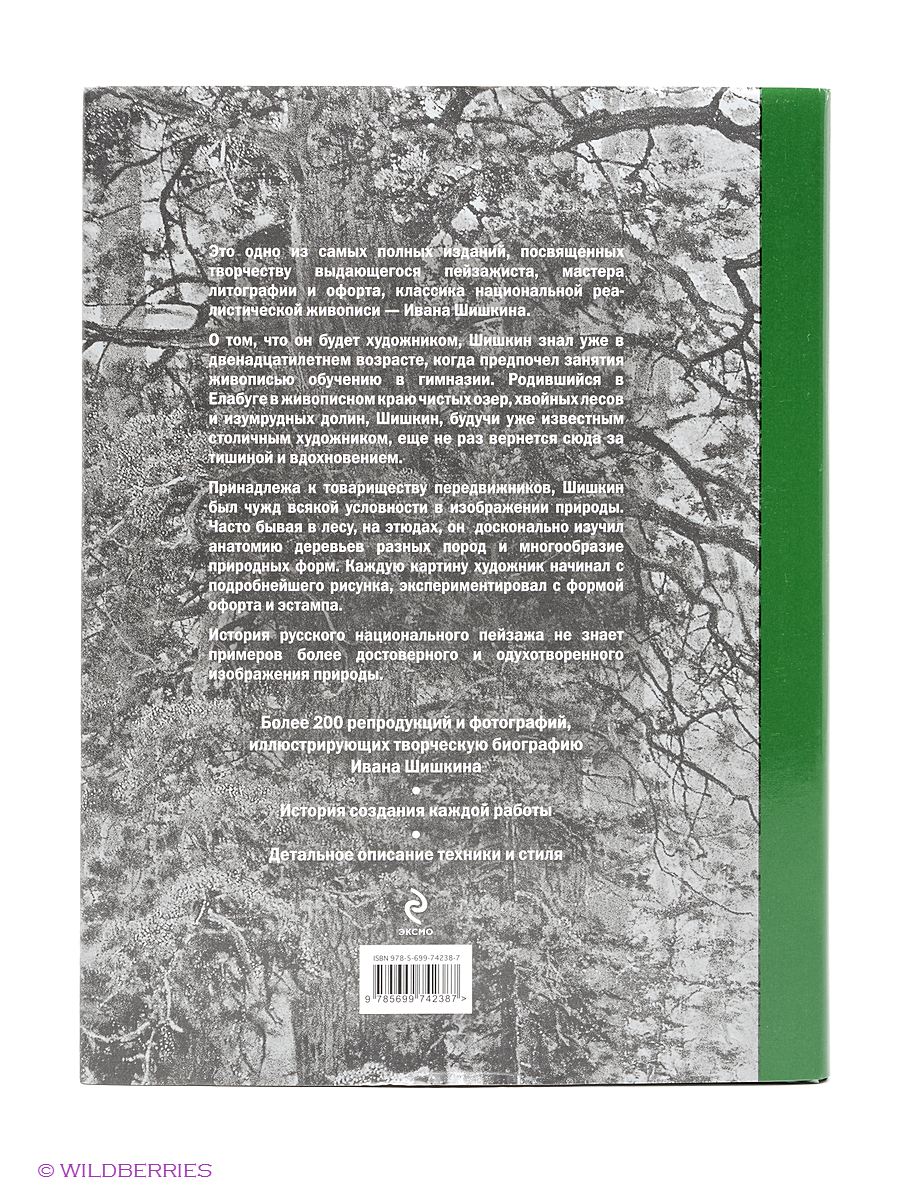 Это одно из самых полных изданий, посвященных
творчеству выдающегося пейзажиста, мастера
литографии и офорта, классика национальной реа-
листической живописи — Ивана Шишкина.
О том, что он будет художником, Шишкин знал уже в
двенадцатилетнем возрасте, когда предпочел занятия
живописью обучению в гимназии. Родившийся в
Елабуге в живописном краю чистых озер, хвойных лесов
и изумрудных долин, Шишкин, будучи уже известным
столичным художником, еще не раз вернется сюда за
тишиной и вдохновением.
Принадлежа к товариществу передвижников, Шишкин
был чужд всякой условности в изображении природы.
Часто бывая в лесу, на этюдах, он досконально изучил
анатомию деревьев разных пород и многообразие
природных форм. Каждую картину художник начинал с
подробнейшего рисунка, экспериментировал с формой
офорта и эстампа.
История русского национального пейзажа не знает
примеров более достоверного и одухотворенного
изображения природы.
Более 200 репродукций и фотографий,
иллюстрирующих творческую биографию
Ивана Шишкина
•
История создания каждой работы
•
Детальное описание техники и стиля
ЭКСМО
ISBN 978-5-699-74238-7
9 785699 742387 >
© WILDBERRIES